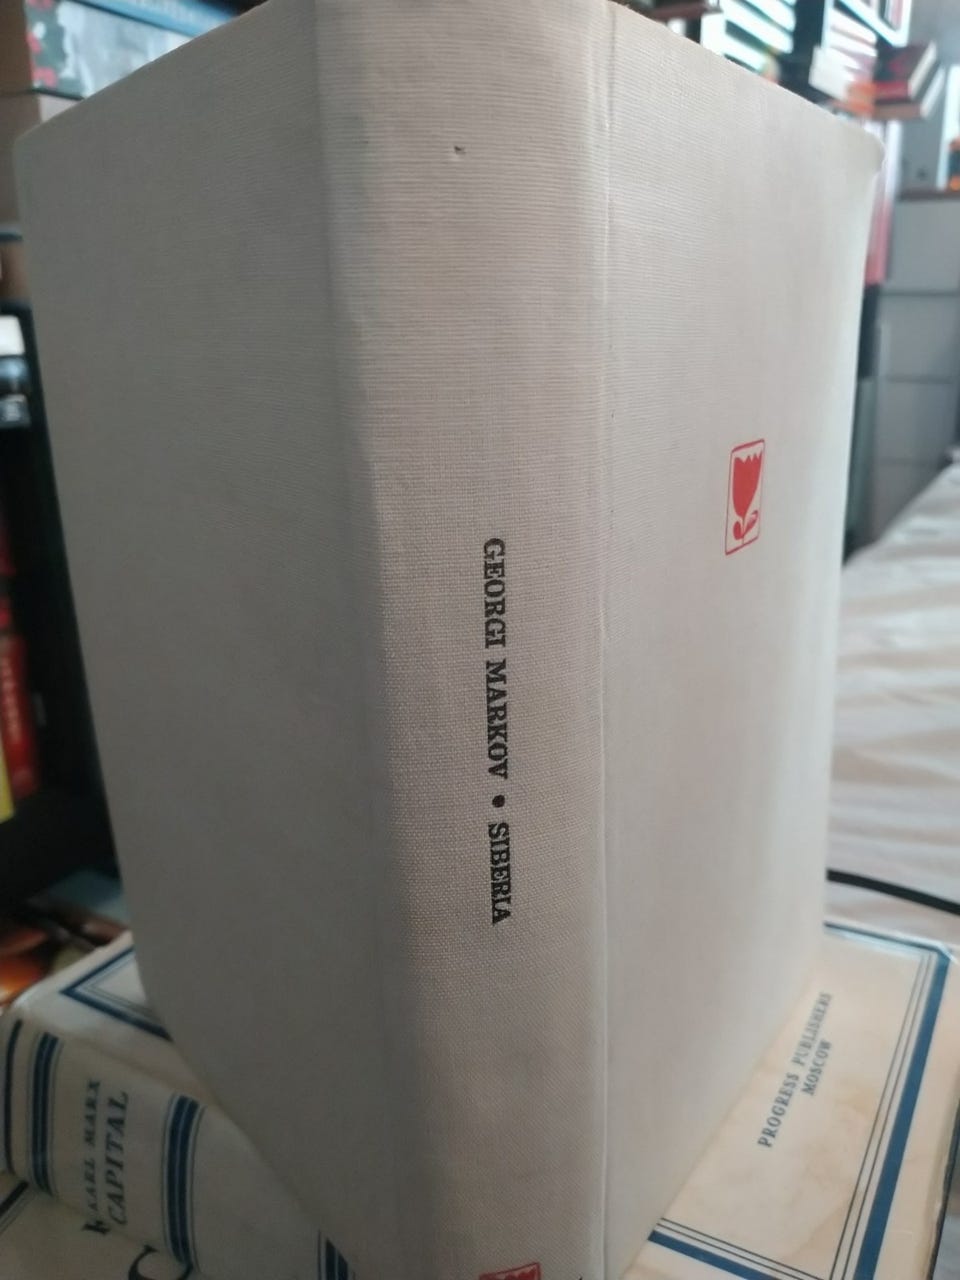 GEORGI MARKOV • SIBERIA
KARL MARX
CAPITAL
PROGRESS PUBLISHERS
MOSCOW